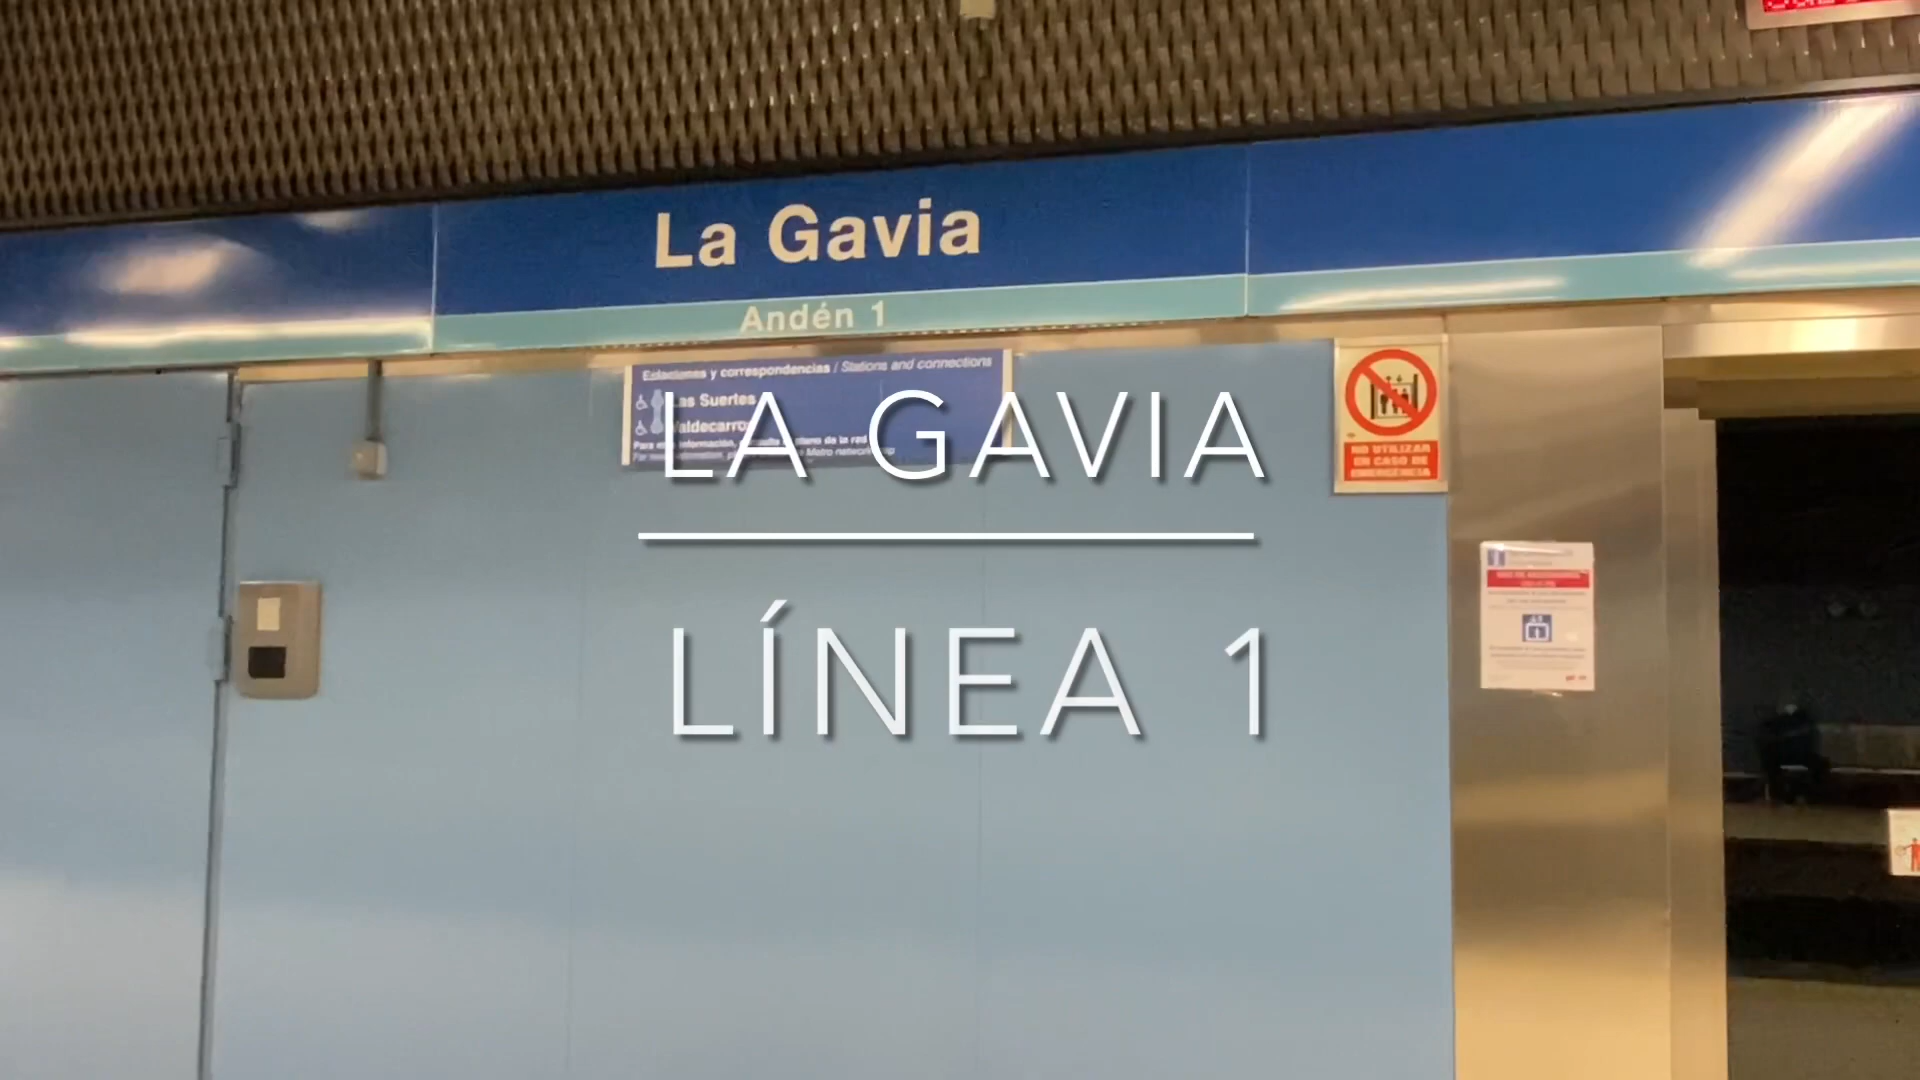 La Gavia
Andén 1
Estaciones y correspondencias / Stations and connections
Las Suertes
Valdecarros
LA GAVIA
LÍNEA 1
NO UTILIZAR
EN CASO DE
EMERGENCIA